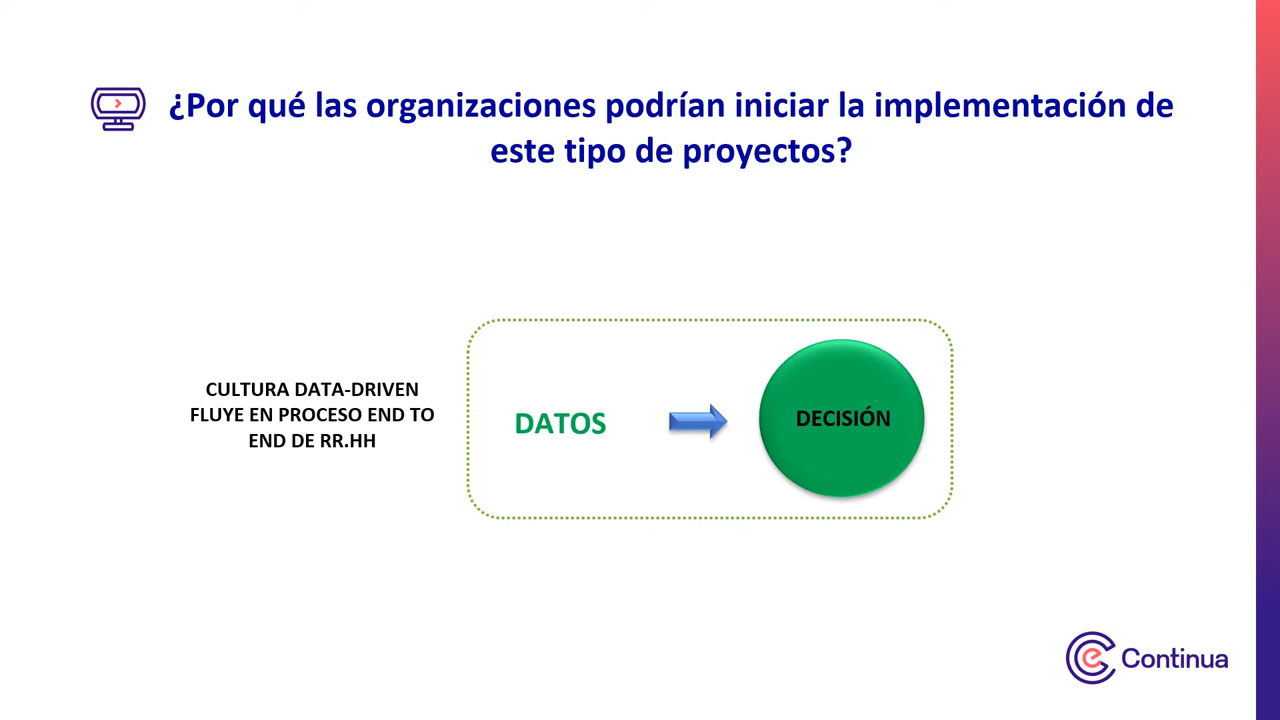 ¿Por qué las organizaciones podrían iniciar la implementación de
este tipo de proyectos?
CULTURA DATA-DRIVEN
FLUYE EN PROCESO END TO
END DE RR.HH
DATOS
DECISIÓN
e Continua